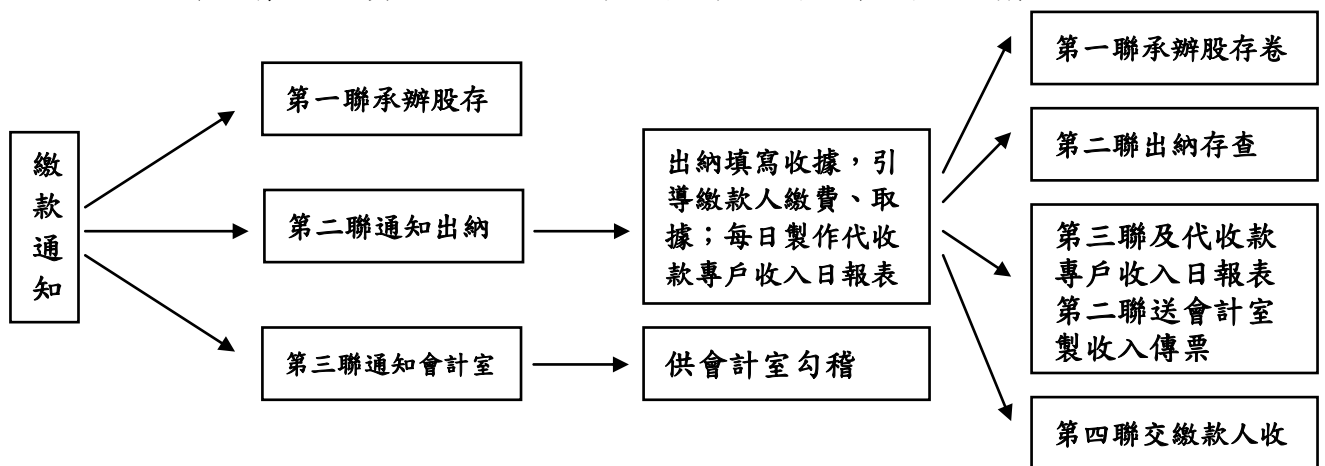 繳
款
通
知
第一聯承辦股存
第二聯通知出納
第三聯通知會計室
出納填寫收據，引
導繳款人繳費、取
據；每日製作代收
款專戶收入日報表
供會計室勾稽
第一聯承辦股存卷
第二聯出納存查
第三聯及代收款
專戶收入日報表
第二聯送會計室
製收入傳票
第四聯交繳款人收